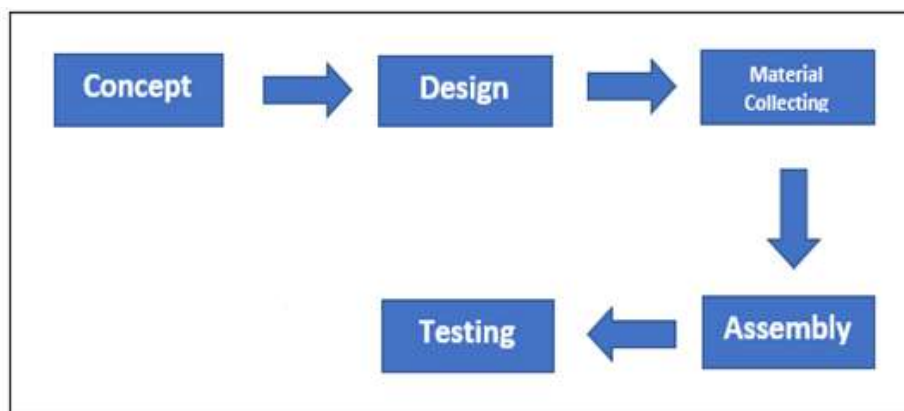 Concept
Design
Material
Collecting
Assembly
Testing